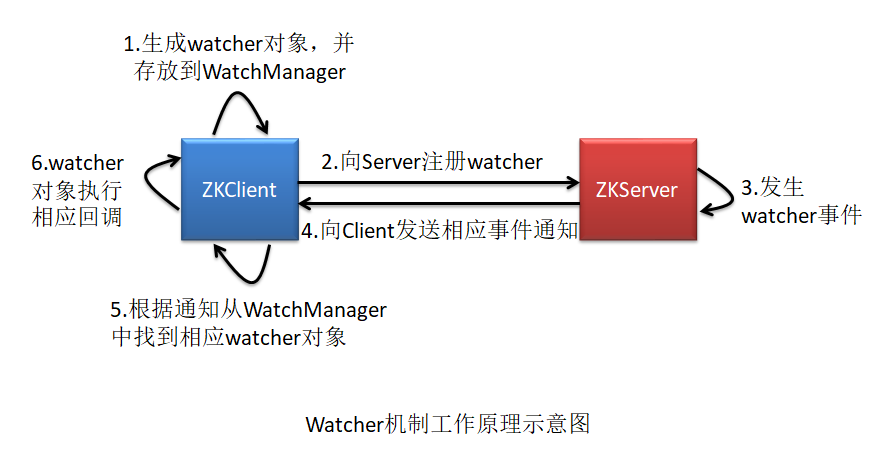 1.生成watcher对象，并
存放到WatchManager
6.watcher
对象执行
相应回调
ZKClient
2.向Server注册watcher
ZKServer
3.发生
watcher事件
4.向Client发送相应事件通知
5.根据通知从WatchManager
中找到相应watcher对象
Watcher机制工作原理示意图